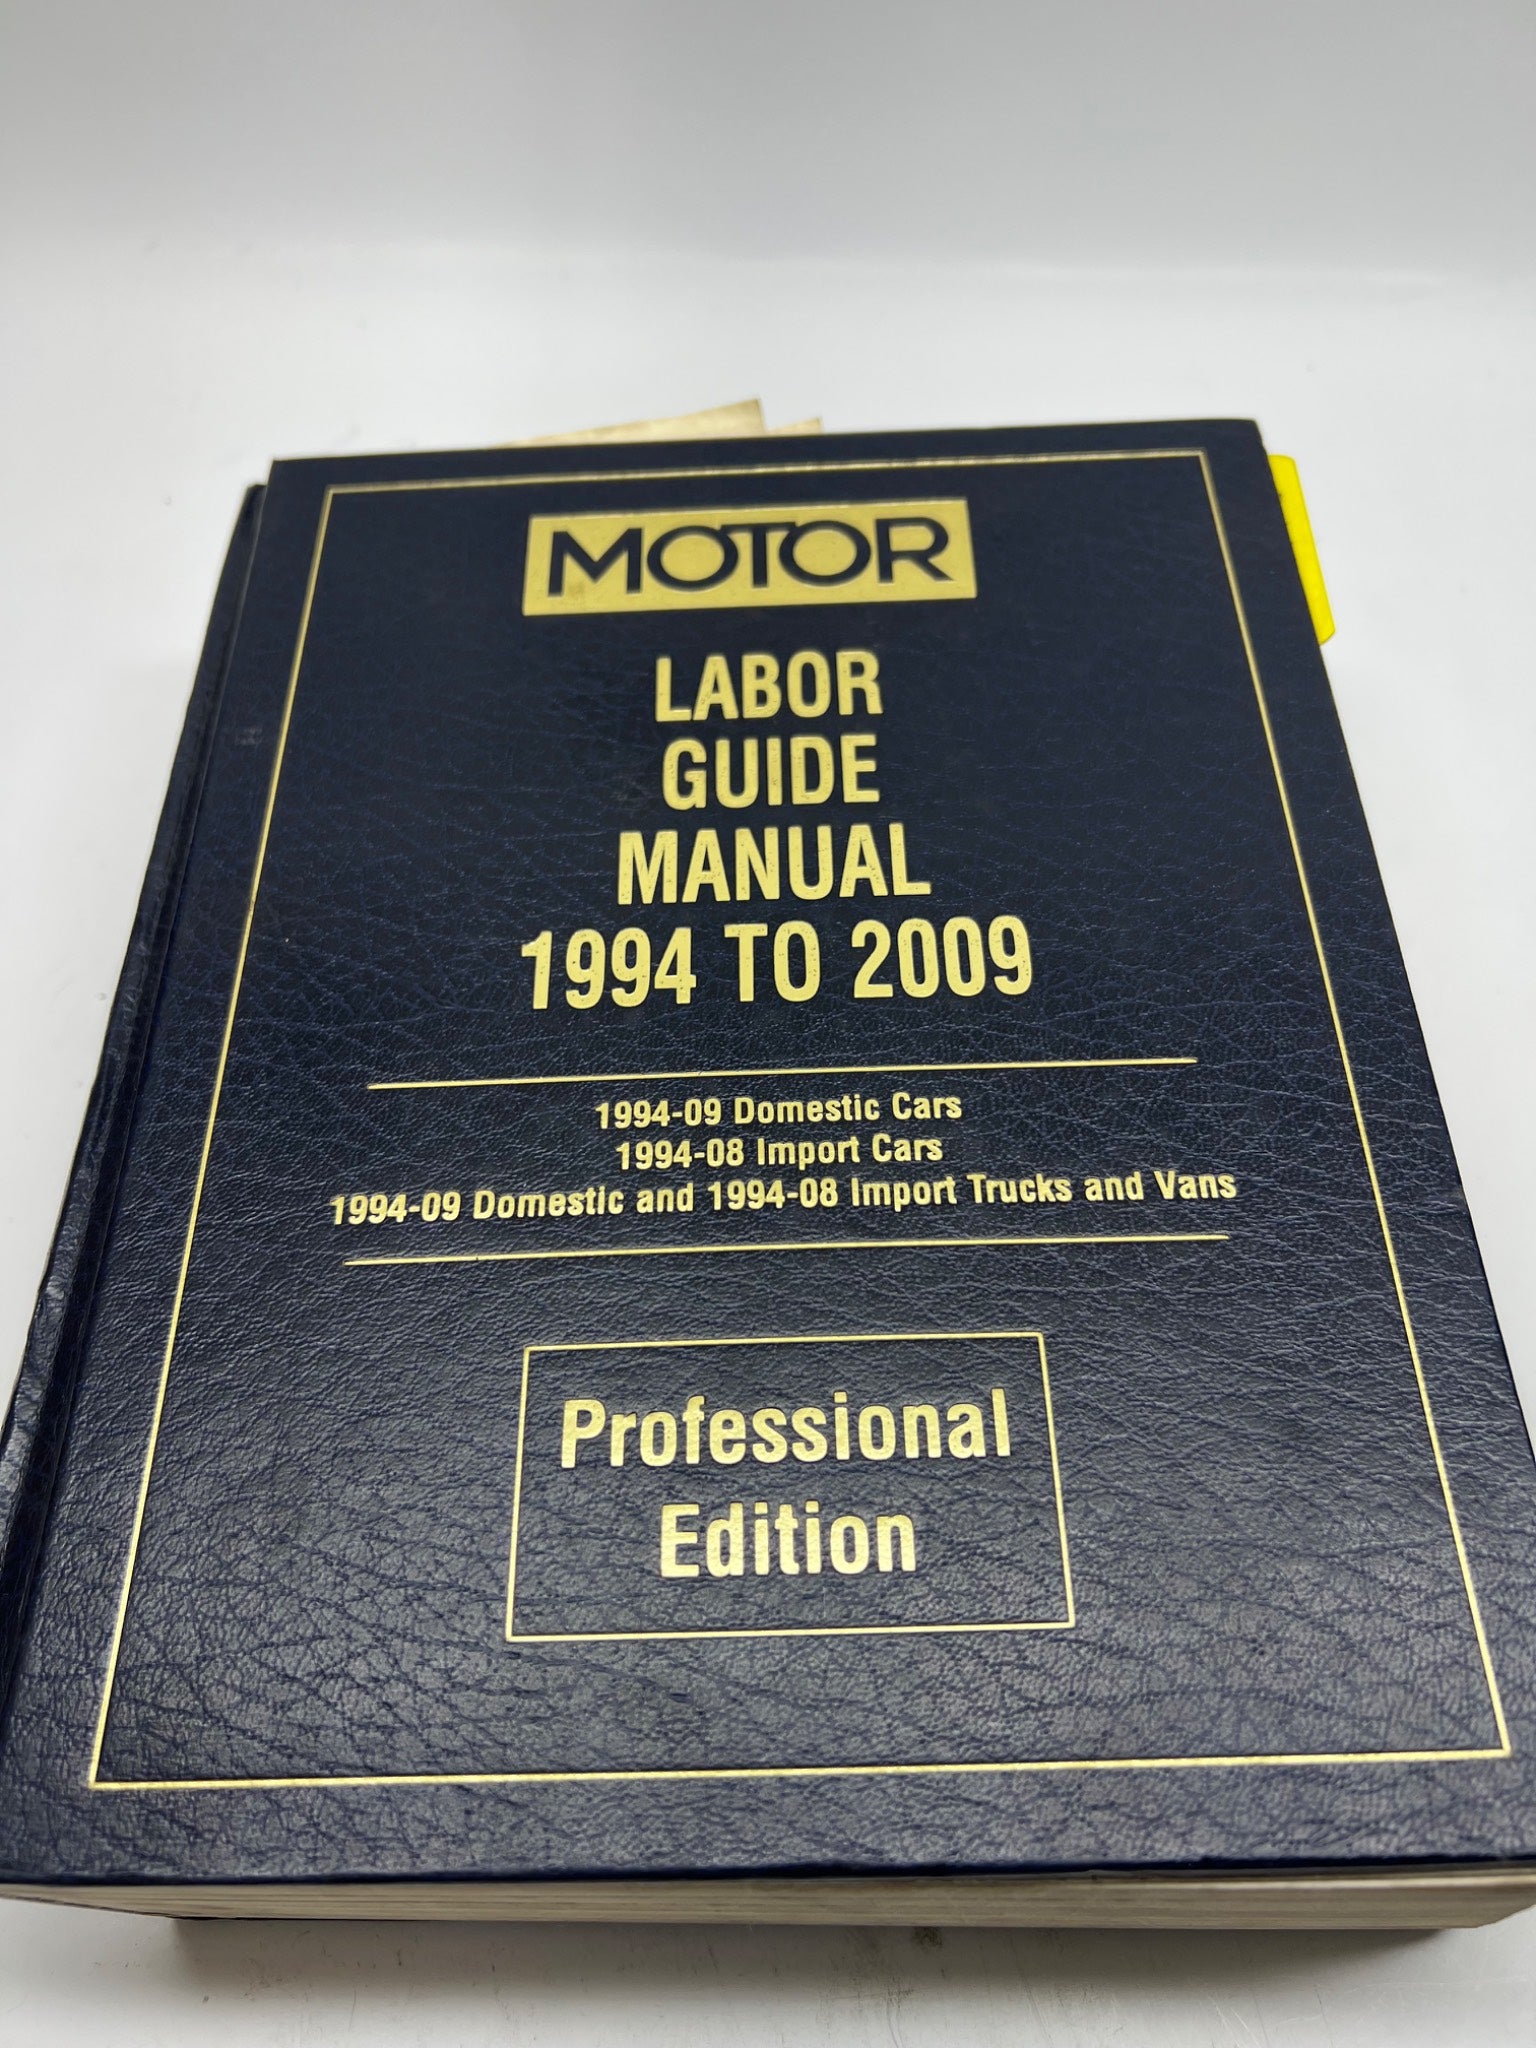 MOTOR
LABOR
GUIDE
MANUAL
1994 TO 2009
1994-09 Domestic Cars
1994-08 Import Cars
1994-09 Domestic and 1994-08 Import Trucks and Vans
Professional
Edition